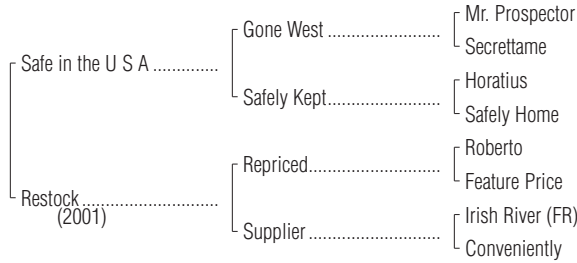 Mr. Prospector
Gone West
Secrettame
Safe in the U S A
Horatius
Safely Kept
Safely Home
Roberto
Repriced
Feature Price
Restock
(2001)
Irish River (FR)
Supplier
Conveniently